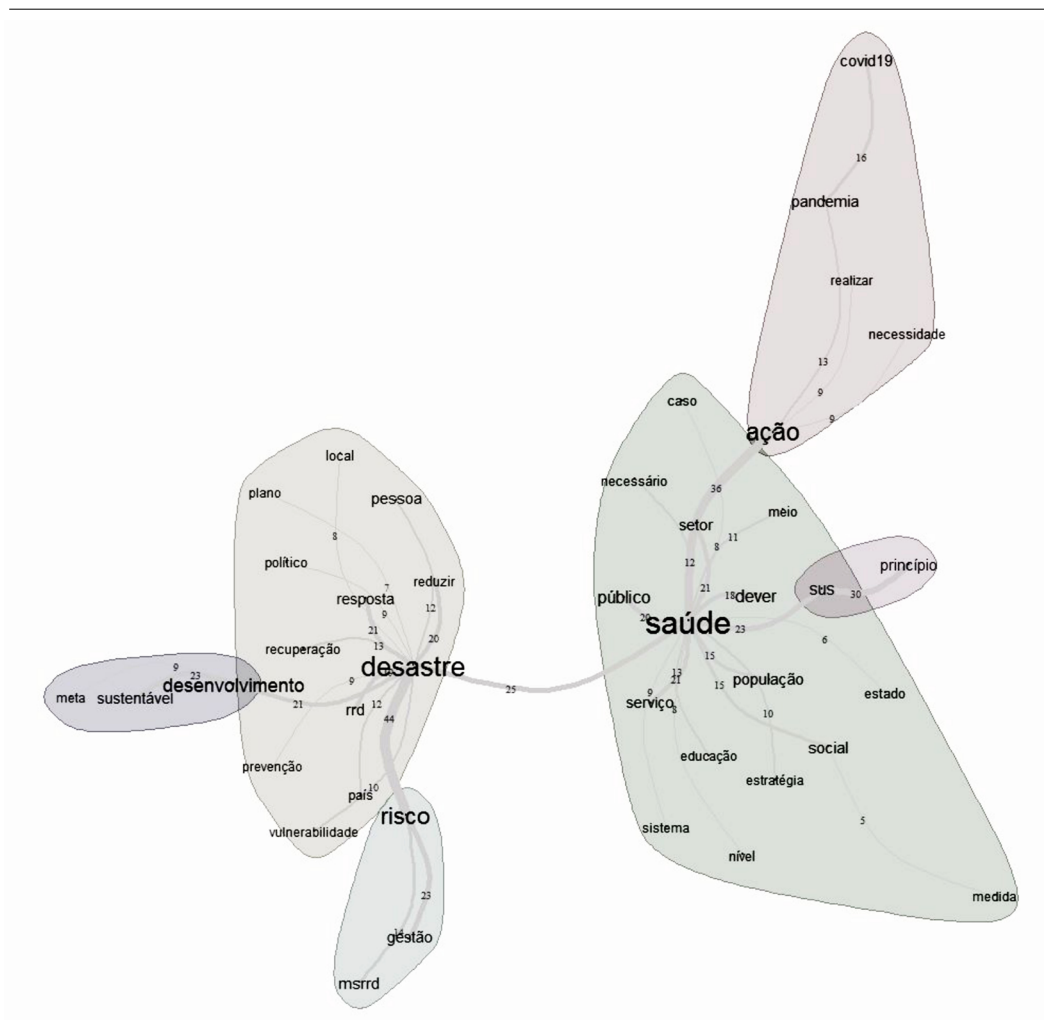 covid19
16
pandemia
realizar
necessidade
13
9
9
ação
caso
necessário
36
setor
meio
11
8
12
21
público
20
18
dever
saúde
23
sus
30
princípio
6
15
13
21
15
população
9
serviço
8
10
estado
social
educação
estratégia
5
sistema
nível
medida
local
plano
pessoa
8
político
7
resposta
9
reduzir
12
21
13
20
recuperação
desastre
25
9
23
desenvolvimento
meta
sustentável
21
9
rrd
12
44
prevenção
país
10
vulnerabilidade
risco
23
14
gestão
msrrd